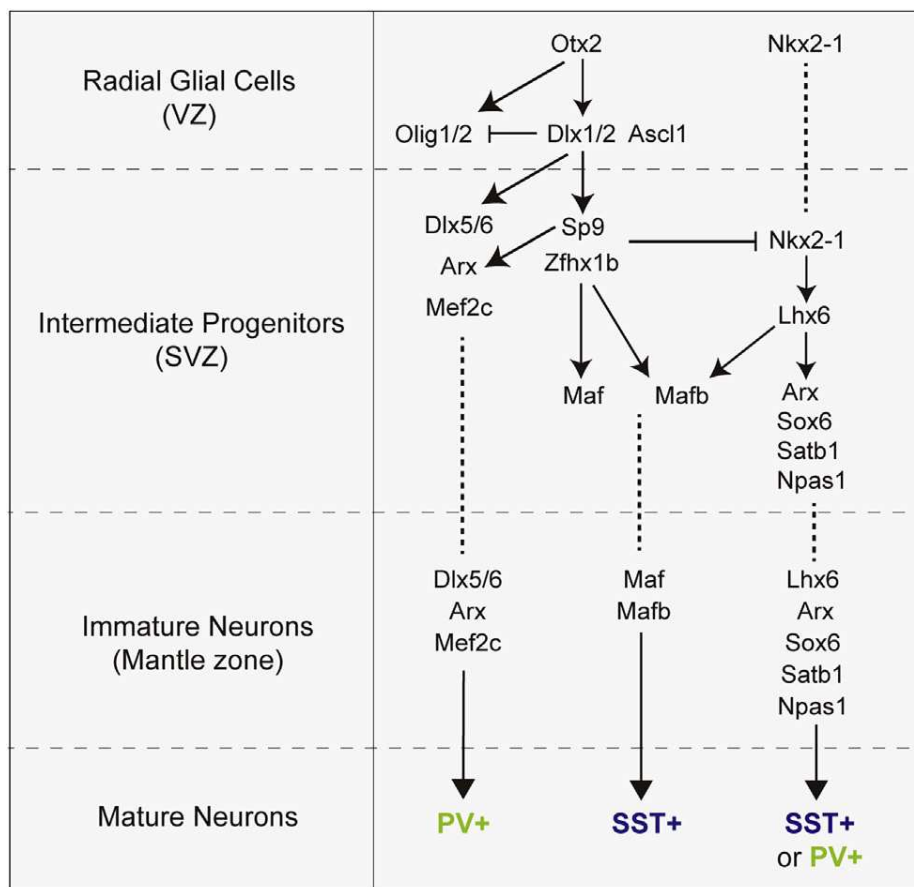 Radial Glial Cells
(VZ)
Otx2
Nkx2-1
Olig1/2
Dlx1/2
Ascl1
Intermediate Progenitors
(SVZ)
Dlx5/6
Sp9
Nkx2-1
Arx
Zfhx1b
Mef2c
Lhx6
Maf
Mafb
Arx
Sox6
Satb1
Npas1
Immature Neurons
(Mantle zone)
Dlx5/6
Arx
Mef2c
Maf
Mafb
Lhx6
Arx
Sox6
Satb1
Npas1
Mature Neurons
PV+
SST+
SST+
or PV+